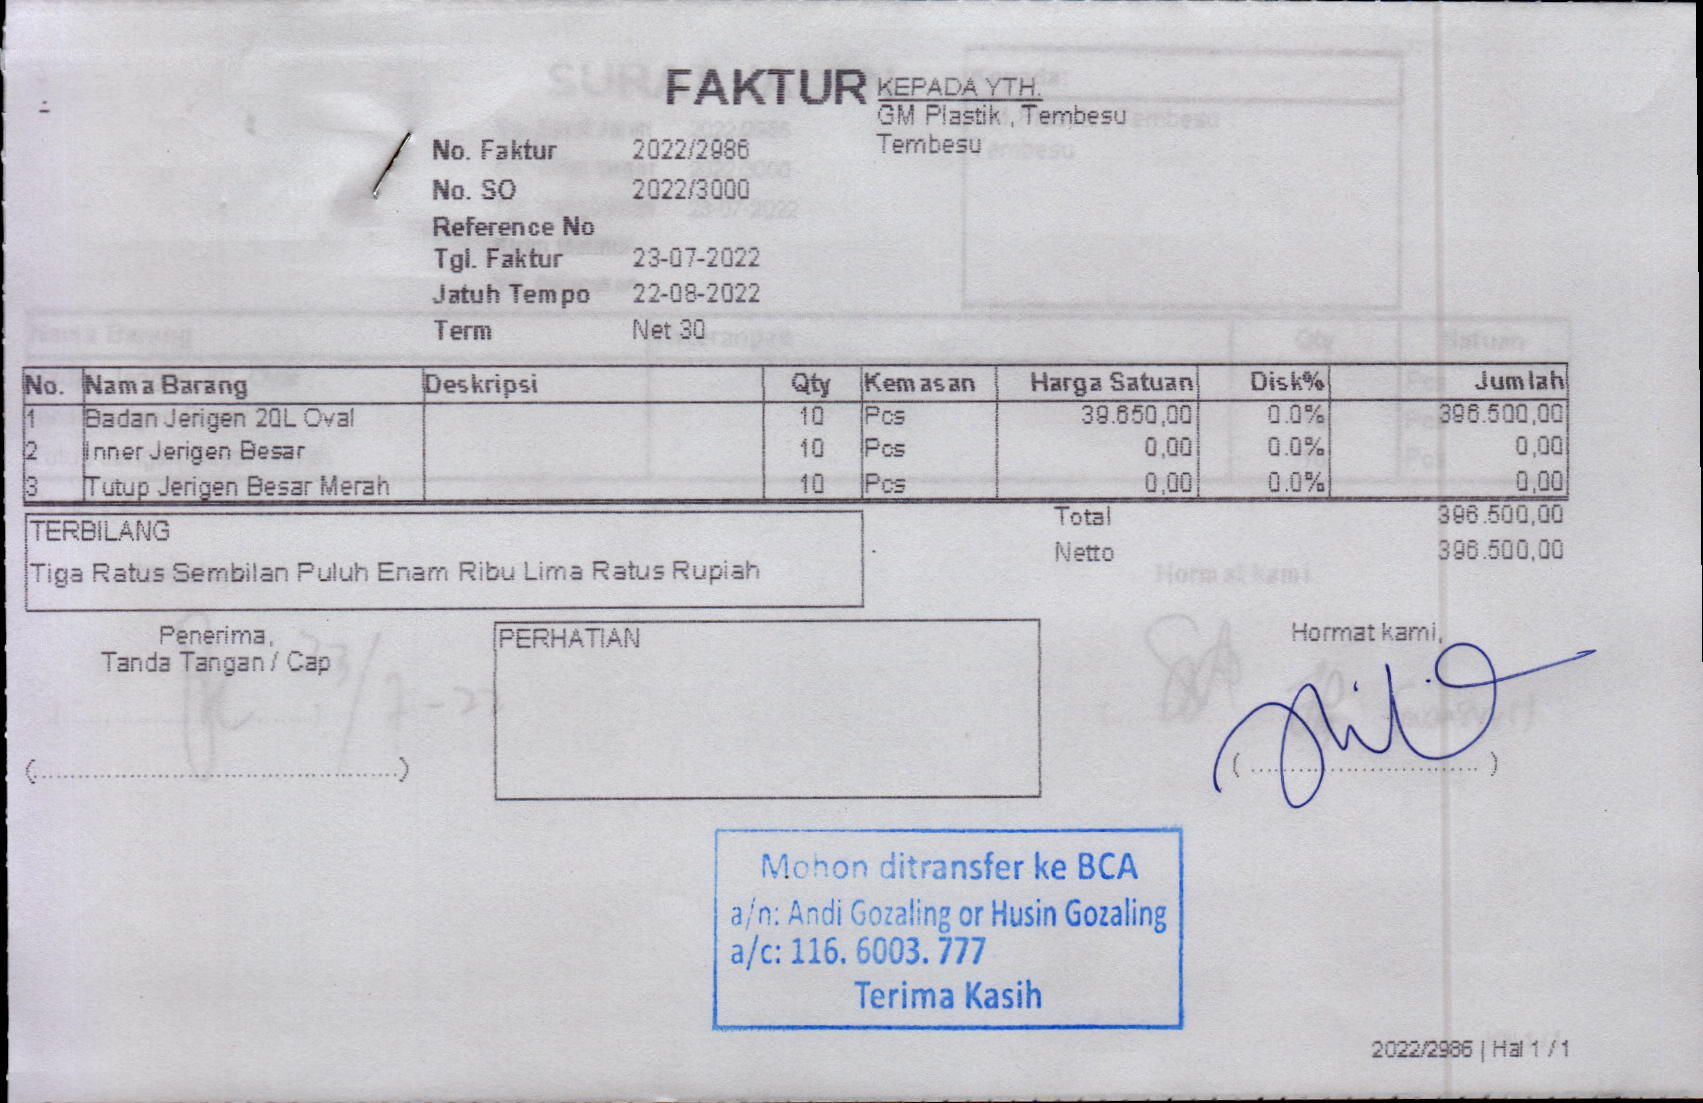 FAKTUR
KEPADA YTH.
GM Plastik , Tembesu
Tembesu
No. Faktur 2022/2986
No. SO 2022/3000
Reference No
Tgl. Faktur 23-07-2022
Jatuh Tempo 22-08-2022
Term Net 30
No. Nama Barang Deskripsi Qty Kemasan Harga Satuan Disk% Jumlah
1 Badan Jerigen 20L Oval 10 Pcs 39.650,00 0.0% 396.500,00
2 Inner Jerigen Besar 10 Pcs 0,00 0.0% 0,00
3 Tutup Jerigen Besar Merah 10 Pcs 0,00 0.0% 0,00
Total 396.500,00
Netto 396.500,00
TERBILANG
Tiga Ratus Sembilan Puluh Enam Ribu Lima Ratus Rupiah
Penerima,
Tanda Tangan / Cap
(..................................................)
PERHATIAN
Hormat kami,
( ................................ )
Mohon ditransfer ke BCA
a/n: Andi Gozaling or Husin Gozaling
a/c: 116. 6003. 777
Terima Kasih
2022/2986 | Hal 1 / 1